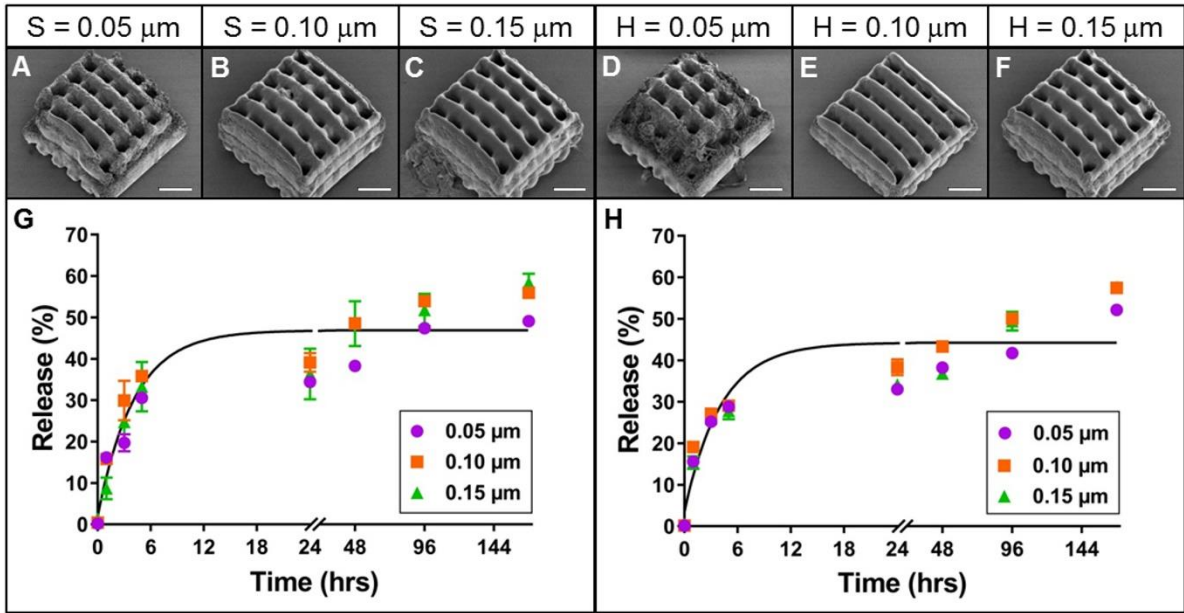 S = 0.05 μm
S = 0.10 μm
S = 0.15 μm
H = 0.05 μm
H = 0.10 μm
H = 0.15 μm
A
B
C
D
E
F
G
70
60
50
40
30
20
10
0
Release (%)
0.05 μm
0.10 μm
0.15 μm
0
6
12
18
24
48
96
144
Time (hrs)
H
70
60
50
40
30
20
10
0
Release (%)
0.05 μm
0.10 μm
0.15 μm
0
6
12
18
24
48
96
144
Time (hrs)